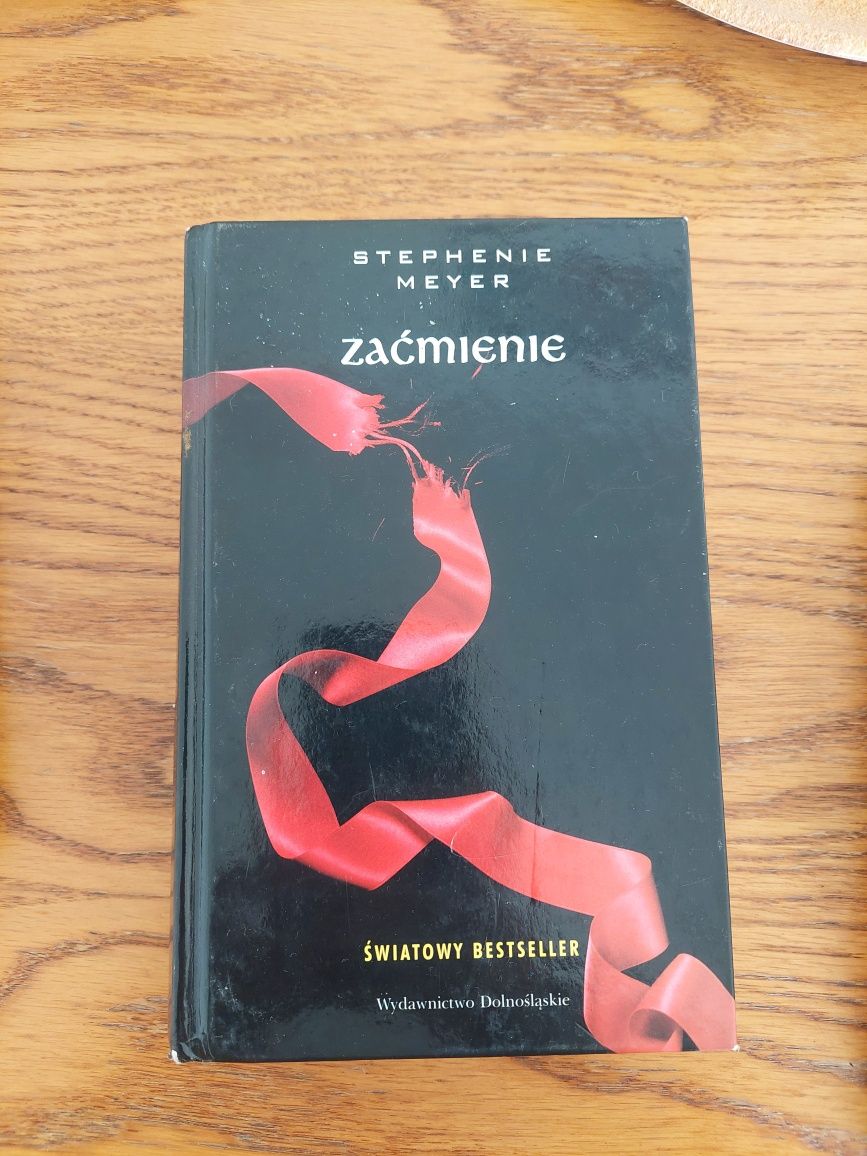 STEPHENIE
MEYER
zaćmienie
ŚWIATOWY BESTSELLER
Wydawnictwo Dolnośląskie